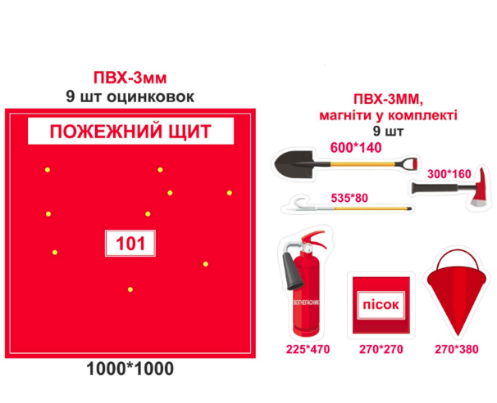 ПВХ-3мм
9 шт оцинковок
ПОЖЕЖНИЙ ЩИТ
101
1000*1000
ПВХ-3ММ,
магніти у комплекті
9 шт
600*140
300*160
535*80
225*470
пісок
270*270
270*380